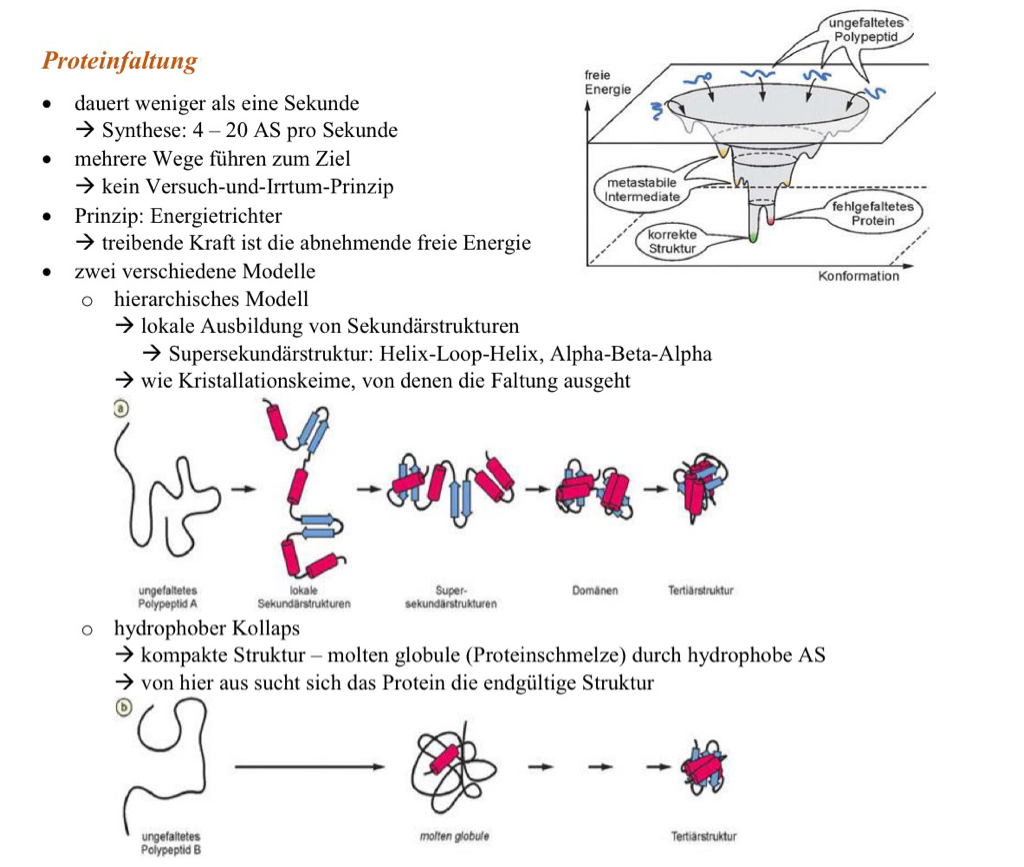 Proteinfaltung
• dauert weniger als eine Sekunde
→ Synthese: 4 – 20 AS pro Sekunde
• mehrere Wege führen zum Ziel
→ kein Versuch-und-Irrtum-Prinzip
• Prinzip: Energietrichter
→ treibende Kraft ist die abnehmende freie Energie
• zwei verschiedene Modelle
ungefaltetes
Polypeptid
freie
Energie
metastabile
Intermediate
fehlgefaltetes
Protein
korrekte
Struktur
Konformation
o hierarchisches Modell
→ lokale Ausbildung von Sekundärstrukturen
→ Supersekundärstruktur: Helix-Loop-Helix, Alpha-Beta-Alpha
→ wie Kristallationskeime, von denen die Faltung ausgeht
a
ungefaltetes
Polypeptid A
lokale
Sekundärstrukturen
Super-
sekundärstrukturen
Domänen
Tertiärstruktur
o hydrophober Kollaps
→ kompakte Struktur – molten globule (Proteinschmelze) durch hydrophobe AS
→ von hier aus sucht sich das Protein die endgültige Struktur
b
ungefaltetes
Polypeptid B
molten globule
Tertiärstruktur